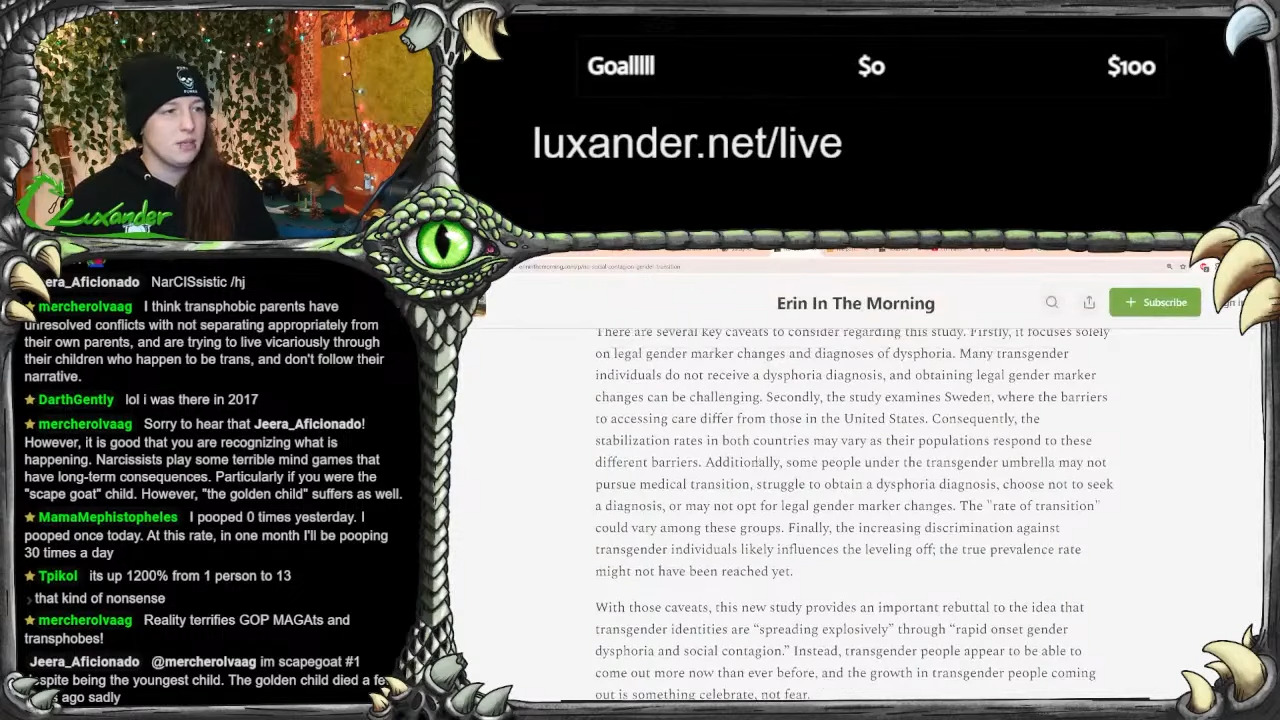 Goalllll $0 $100
luxander.net/live
Luxander
era_Aficionado NarCISsistic /hj
mercherolvaag I think transphobic parents have
unresolved conflicts with not separating appropriately from
their own parents, and are trying to live vicariously through
their children who happen to be trans, and don't follow their
narrative.
DarthGently lol i was there in 2017
mercherolvaag Sorry to hear that Jeera_Aficionado!
However, it is good that you are recognizing what is
happening. Narcissists play some terrible mind games that
have long-term consequences. Particularly if you were the
"scape goat" child. However, "the golden child" suffers as well.
MamaMephistopheles I pooped 0 times yesterday. I
pooped once today. At this rate, in one month I'll be pooping
30 times a day
Tpikol its up 1200% from 1 person to 13
that kind of nonsense
mercherolvaag Reality terrifies GOP MAGAts and
transphobes!
Jeera_Aficionado @mercherolvaag im scapegoat #1
spite being the youngest child. The golden child died a fe
s ago sadly
erininthemorning.com/p/no-social-contagion-gender-transition
Erin In The Morning
+ Subscribe
There are several key caveats to consider regarding this study. Firstly, it focuses solely
on legal gender marker changes and diagnoses of dysphoria. Many transgender
individuals do not receive a dysphoria diagnosis, and obtaining legal gender marker
changes can be challenging. Secondly, the study examines Sweden, where the barriers
to accessing care differ from those in the United States. Consequently, the
stabilization rates in both countries may vary as their populations respond to these
different barriers. Additionally, some people under the transgender umbrella may not
pursue medical transition, struggle to obtain a dysphoria diagnosis, choose not to seek
a diagnosis, or may not opt for legal gender marker changes. The "rate of transition"
could vary among these groups. Finally, the increasing discrimination against
transgender individuals likely influences the leveling off; the true prevalence rate
might not have been reached yet.
With those caveats, this new study provides an important rebuttal to the idea that
transgender identities are “spreading explosively” through “rapid onset gender
dysphoria and social contagion.” Instead, transgender people appear to be able to
come out more now than ever before, and the growth in transgender people coming
out is something celebrate, not fear.